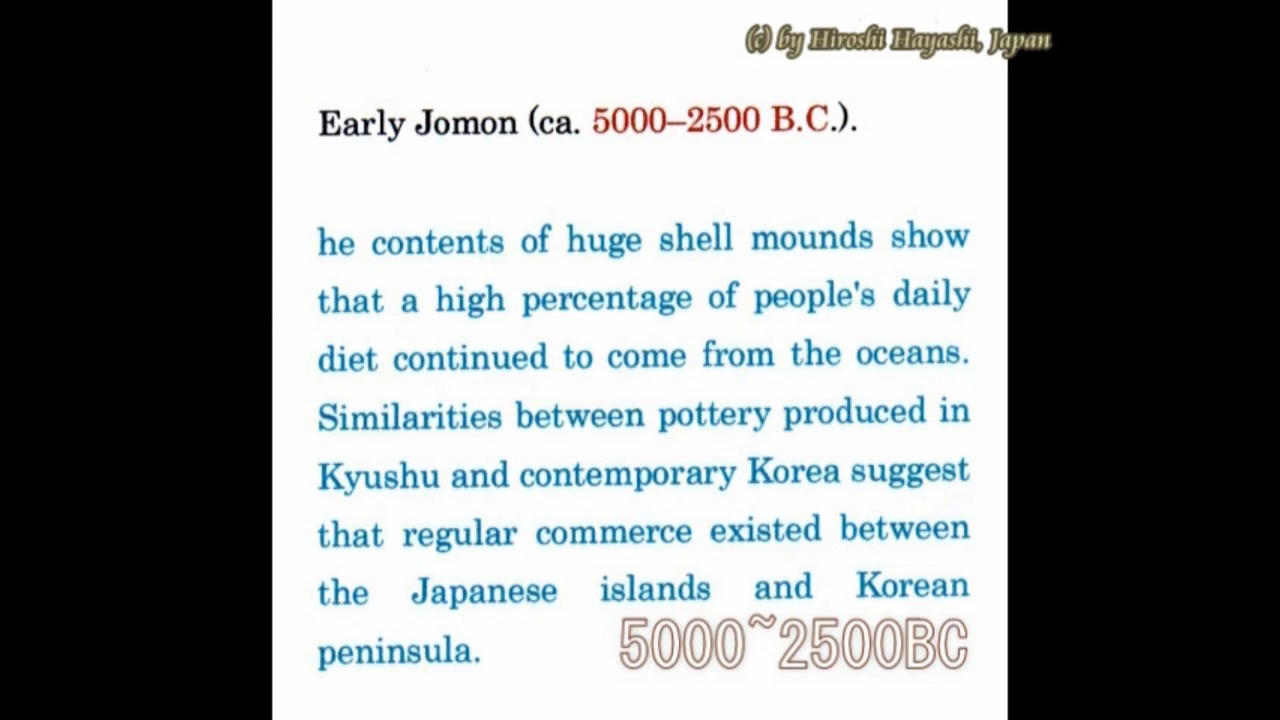 (c) by Hiroshi Hayashi, Japan
Early Jomon (ca. 5000–2500 B.C.).
he contents of huge shell mounds show
that a high percentage of people's daily
diet continued to come from the oceans.
Similarities between pottery produced in
Kyushu and contemporary Korea suggest
that regular commerce existed between
the Japanese islands and Korean
peninsula.
5000~2500BC